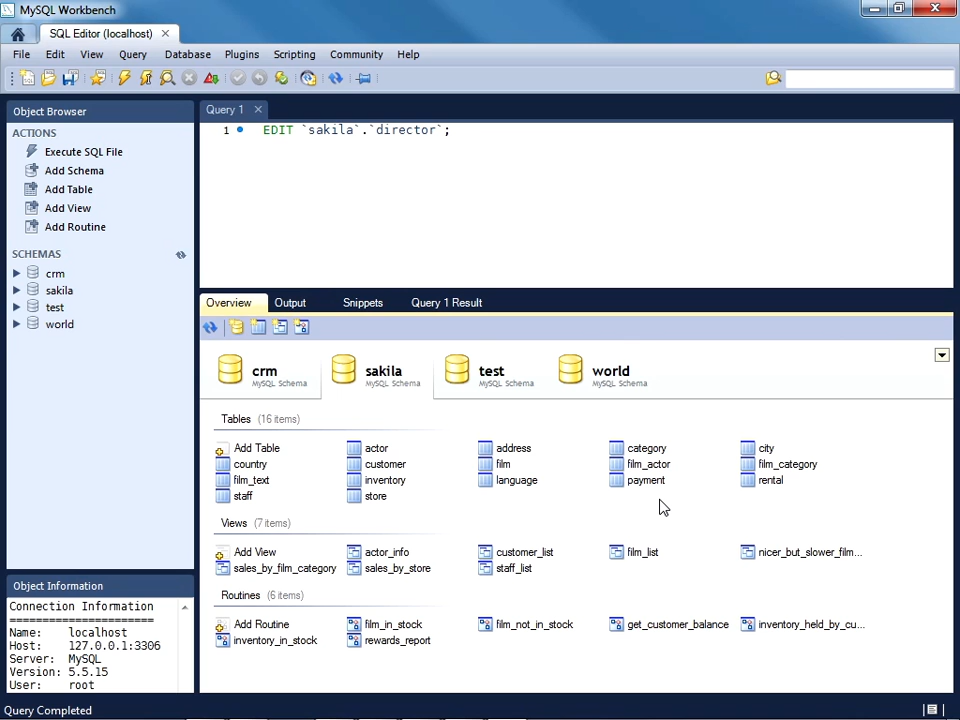 MySQL Workbench
SQL Editor (localhost)
File Edit View Query Database Plugins Scripting Community Help
Object Browser
ACTIONS
Execute SQL File
Add Schema
Add Table
Add View
Add Routine
SCHEMAS
crm
sakila
test
world
Object Information
Connection Information
======================
Name: localhost
Host: 127.0.0.1:3306
Server: MySQL
Version: 5.5.15
User: root
Query 1
1 EDIT `sakila`.`director`;
Overview Output Snippets Query 1 Result
crm MySQL Schema
sakila MySQL Schema
test MySQL Schema
world MySQL Schema
Tables (16 items)
Add Table actor address category city
country customer film film_actor film_category
film_text inventory language payment rental
staff store
Views (7 items)
Add View actor_info customer_list film_list nicer_but_slower_film...
sales_by_film_category sales_by_store staff_list
Routines (6 items)
Add Routine film_in_stock film_not_in_stock get_customer_balance inventory_held_by_cu...
inventory_in_stock rewards_report
Query Completed